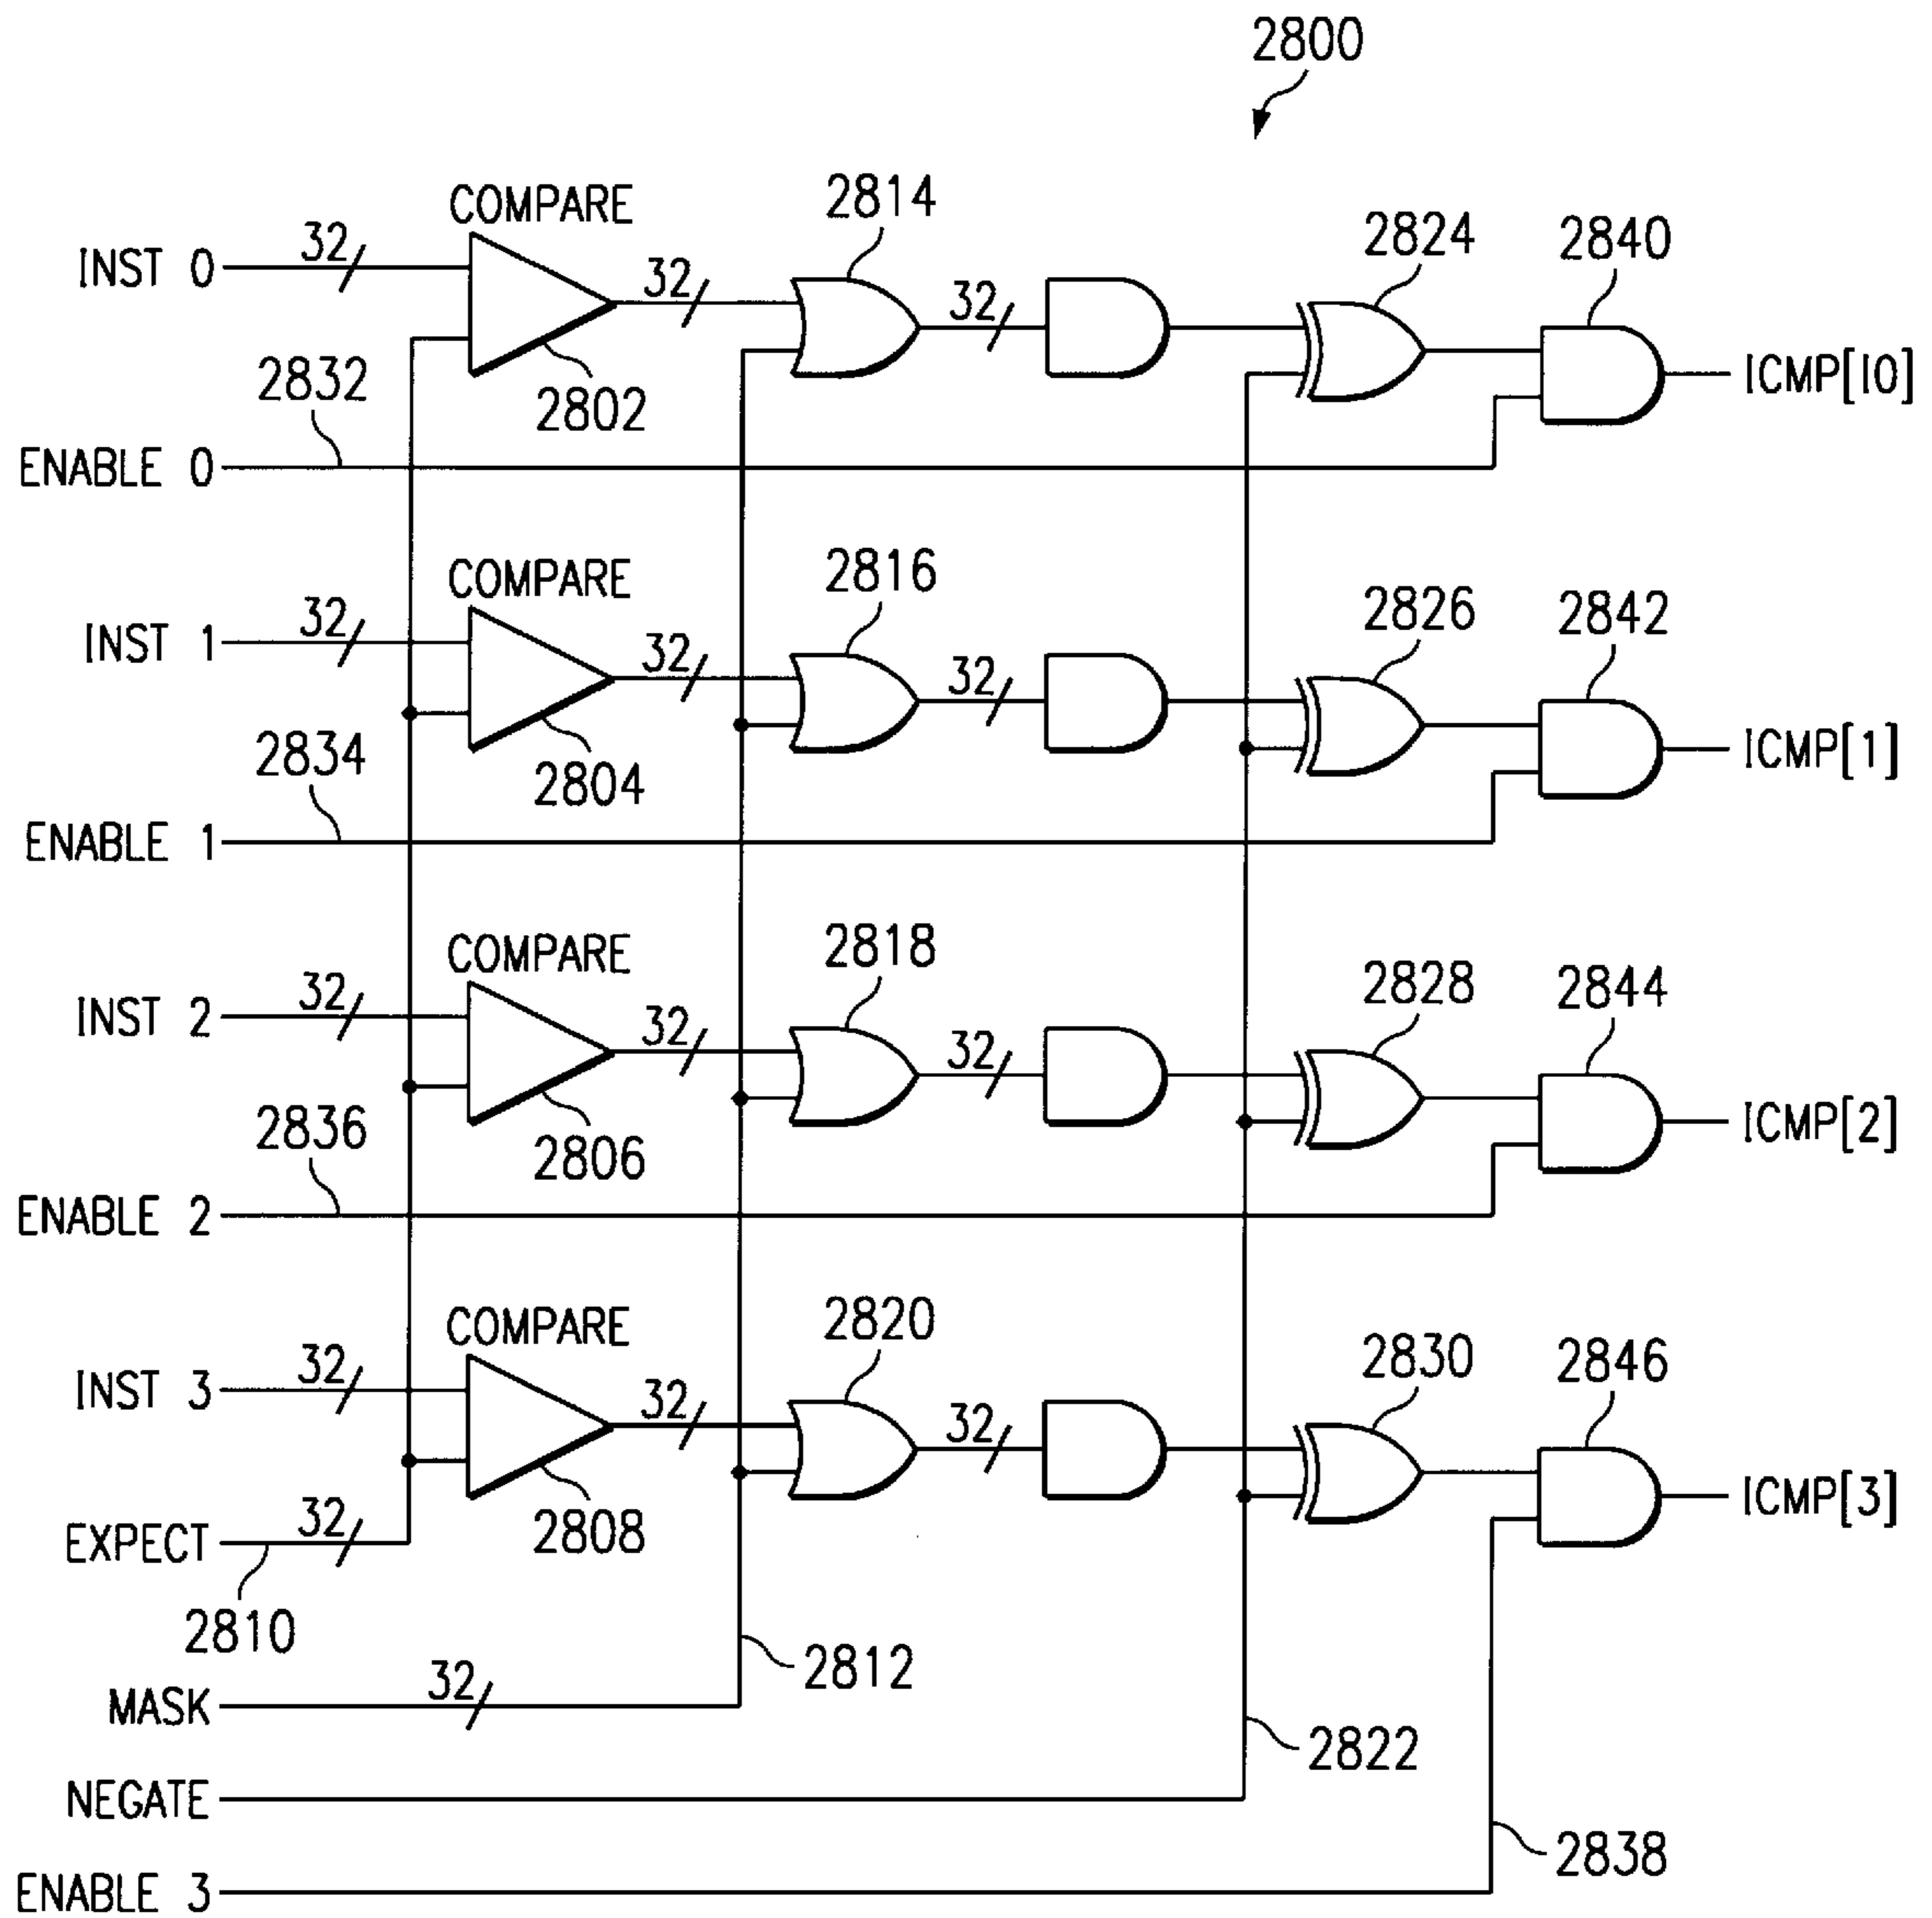 2800
COMPARE
2814
2824
2840
INST 0
32
32
32
ICMP[I0]
2832
2802
ENABLE 0
COMPARE
2816
2826
2842
INST 1
32
32
32
ICMP[1]
2834
2804
ENABLE 1
COMPARE
2818
2828
2844
INST 2
32
32
32
ICMP[2]
2836
2806
ENABLE 2
COMPARE
2820
2830
2846
INST 3
32
32
32
ICMP[3]
EXPECT
32
2808
2810
2812
MASK
32
2822
NEGATE
2838
ENABLE 3